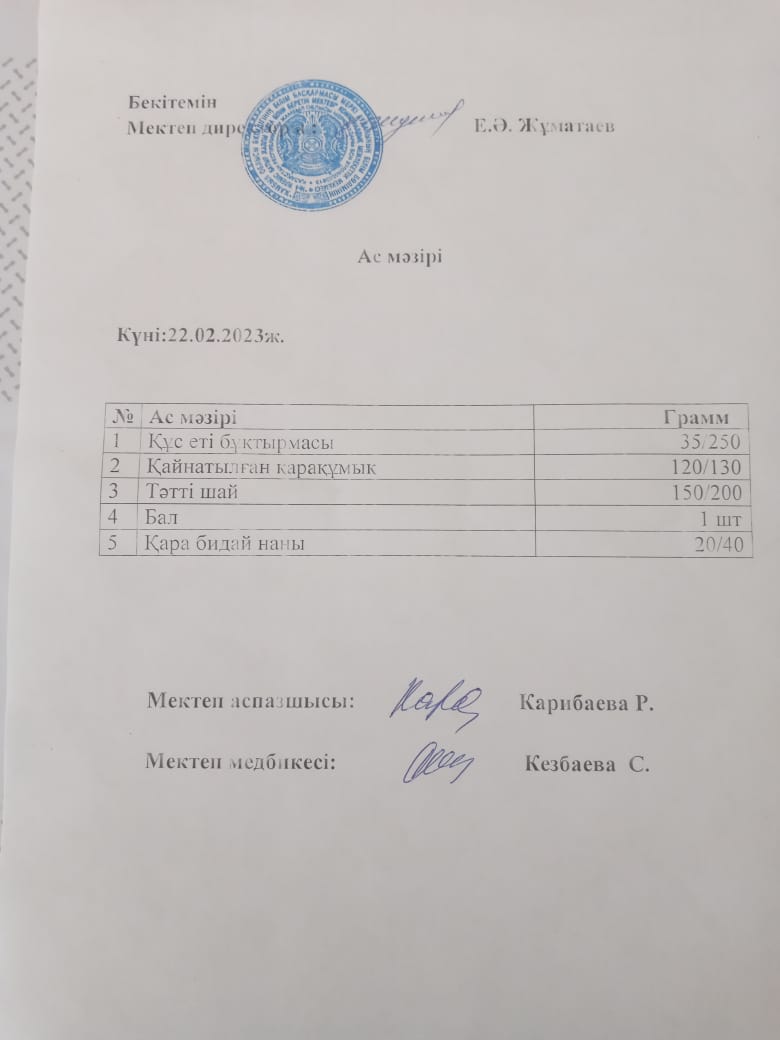 Бекітемін
Мектеп директоры: Е.Ә. Жұматаев
Ас мәзірі
Күні:22.02.2023ж.
№ Ас мәзірі Грамм
1 Құс еті бұқтырмасы 35/250
2 Қайнатылған қарақұмық 120/130
3 Тәтті шай 150/200
4 Бал 1 шт
5 Қара бидай наны 20/40
Мектеп аспазшысы: Карибаева Р.
Мектеп медбикесі: Кезбаева С.